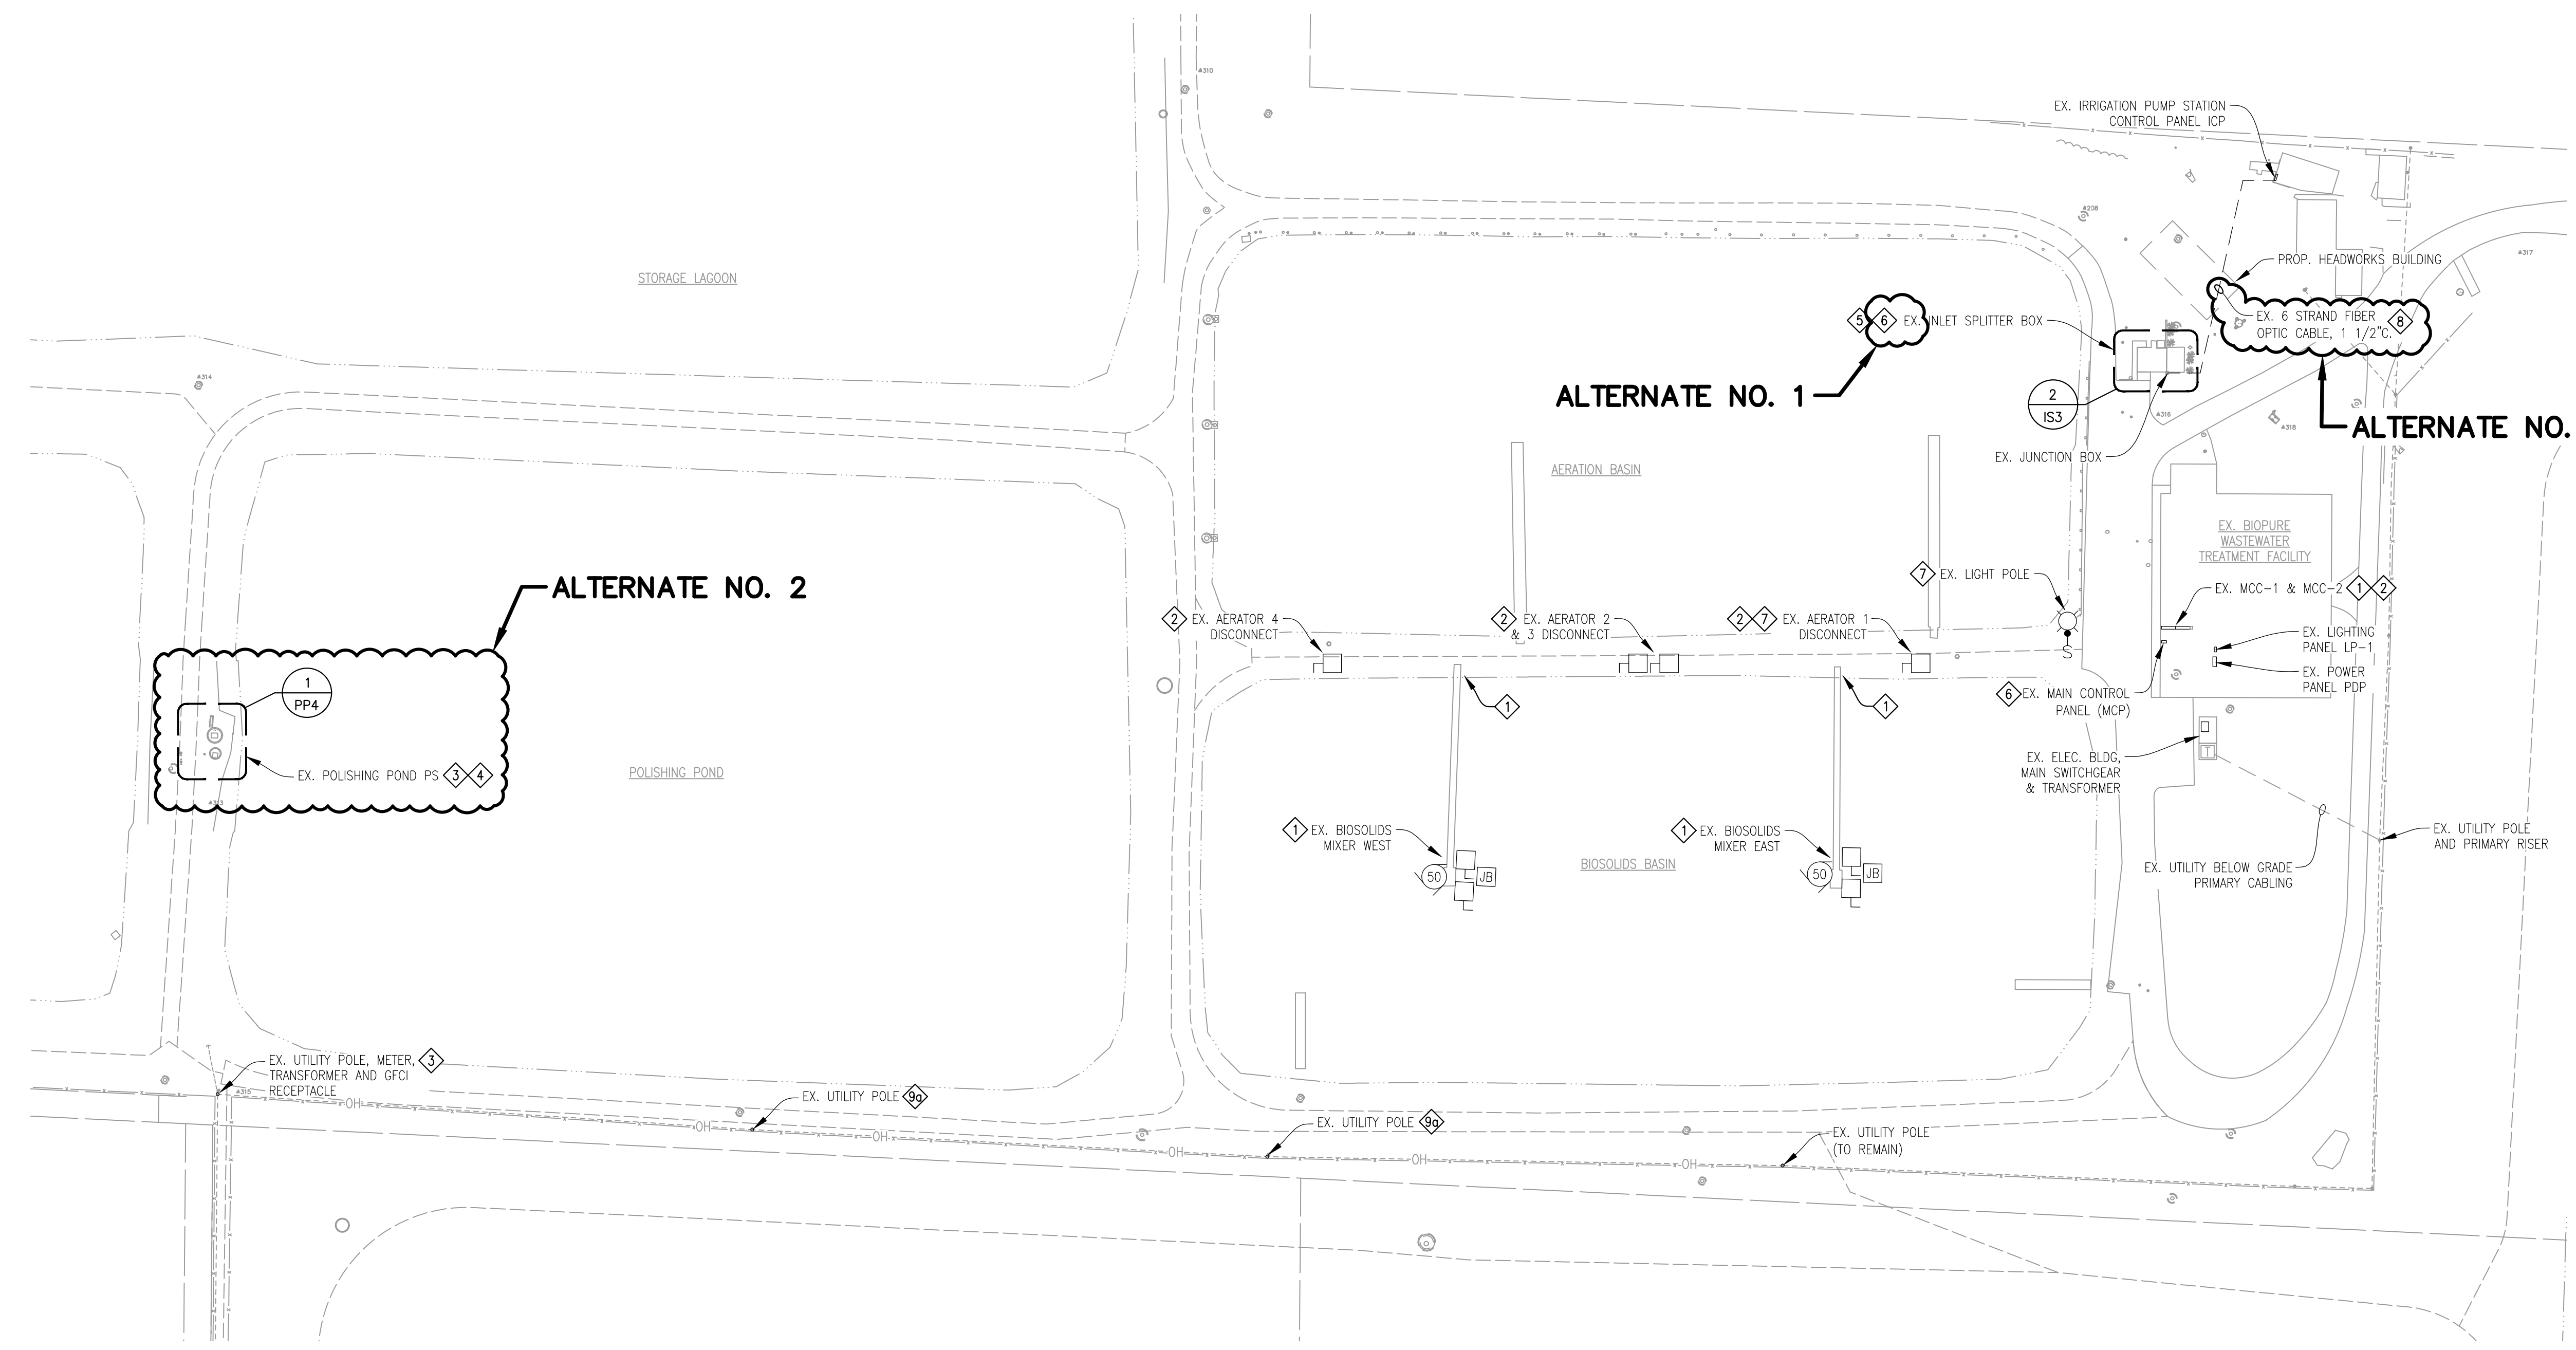 310
EX. IRRIGATION PUMP STATION
CONTROL PANEL ICP
208
317
PROP. HEADWORKS BUILDING
STORAGE LAGOON
EX. 6 STRAND FIBER
OPTIC CABLE, 1 1/2"C.
8
5
6
EX. INLET SPLITTER BOX
ALTERNATE NO. 1
2
IS3
316
318
ALTERNATE NO.
314
EX. JUNCTION BOX
AERATION BASIN
EX. BIOPURE
WASTEWATER
TREATMENT FACILITY
ALTERNATE NO. 2
7
EX. LIGHT POLE
S
EX. MCC-1 & MCC-2
1
2
2
EX. AERATOR 4
DISCONNECT
2
EX. AERATOR 2
& 3 DISCONNECT
2
7
EX. AERATOR 1
DISCONNECT
EX. LIGHTING
PANEL LP-1
EX. POWER
PANEL PDP
1
PP4
1
1
6
EX. MAIN CONTROL
PANEL (MCP)
T
EX. POLISHING POND PS
3
4
313
POLISHING POND
EX. ELEC. BLDG,
MAIN SWITCHGEAR
& TRANSFORMER
1
EX. BIOSOLIDS
MIXER WEST
50
JB
BIOSOLIDS BASIN
1
EX. BIOSOLIDS
MIXER EAST
50
JB
EX. UTILITY POLE
AND PRIMARY RISER
EX. UTILITY BELOW GRADE
PRIMARY CABLING
EX. UTILITY POLE, METER,
TRANSFORMER AND GFCI
RECEPTACLE
3
315
OH
EX. UTILITY POLE
9a
OH
OH
EX. UTILITY POLE
9a
OH
OH
OH
EX. UTILITY POLE
(TO REMAIN)